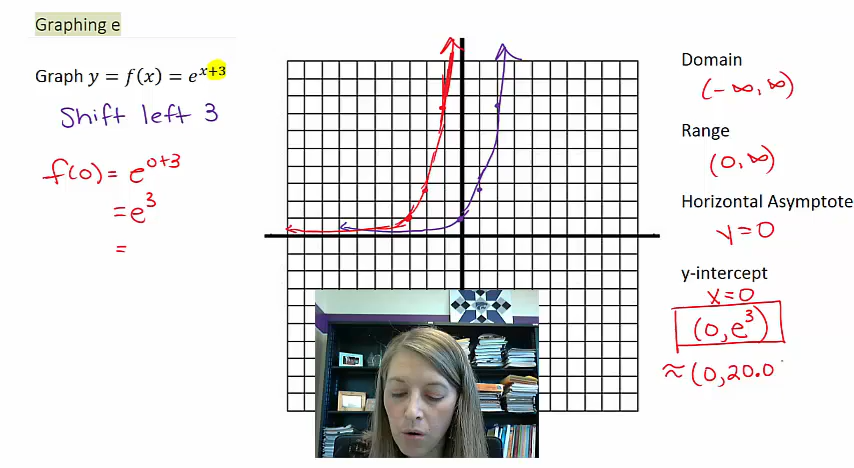 Graphing e
Graph y = f(x) = e^{x+3}
Shift left 3
f(0) = e^{0+3}
= e^3
=
Domain
(-∞, ∞)
Range
(0, ∞)
Horizontal Asymptote
y = 0
y-intercept
x = 0
(0, e^3)
≈ (0, 20.0